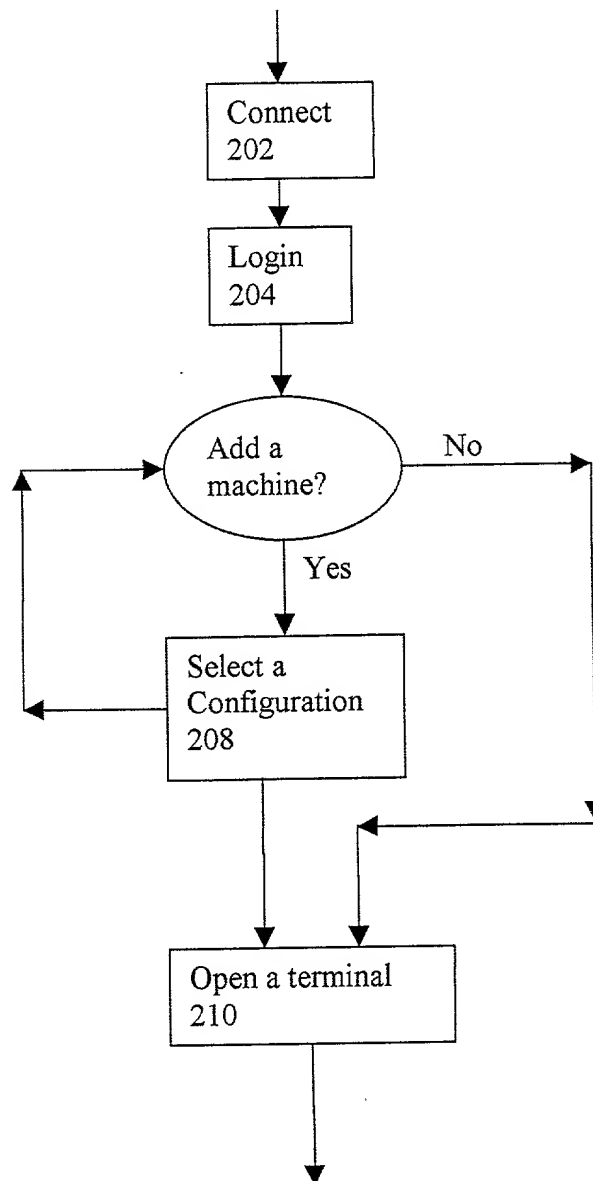 Connect
202
Login
204
Add a
machine?
No
Yes
Select a
Configuration
208
Open a terminal
210